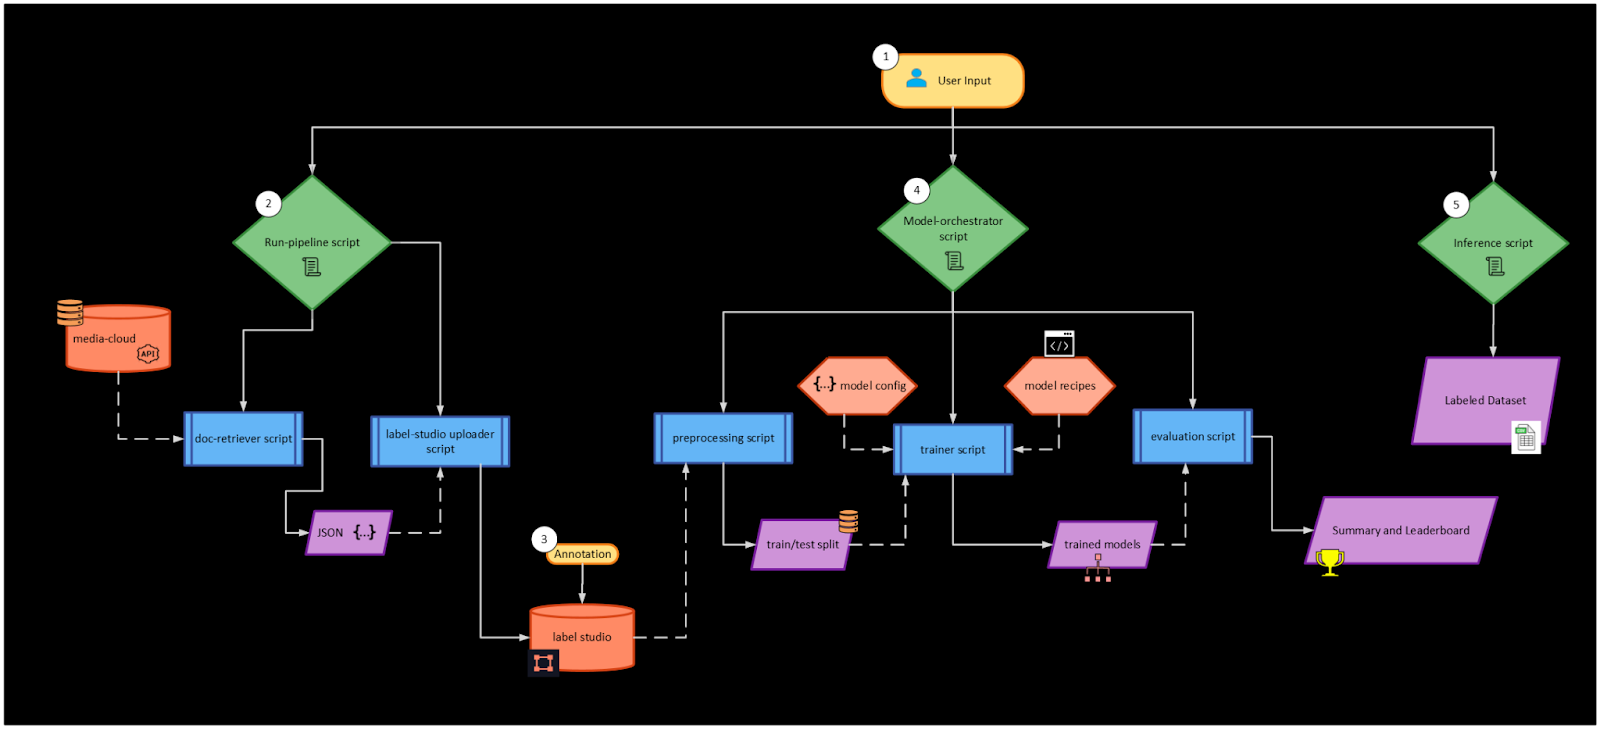 1
User Input
2
Run-pipeline script
4
Model-orchestrator
script
5
Inference script
media-cloud
API
doc-retriever script
label-studio uploader
script
JSON {...}
3
Annotation
label studio
preprocessing script
{...} model config
</>
model recipes
trainer script
evaluation script
train/test split
trained models
Labeled Dataset
Summary and Leaderboard